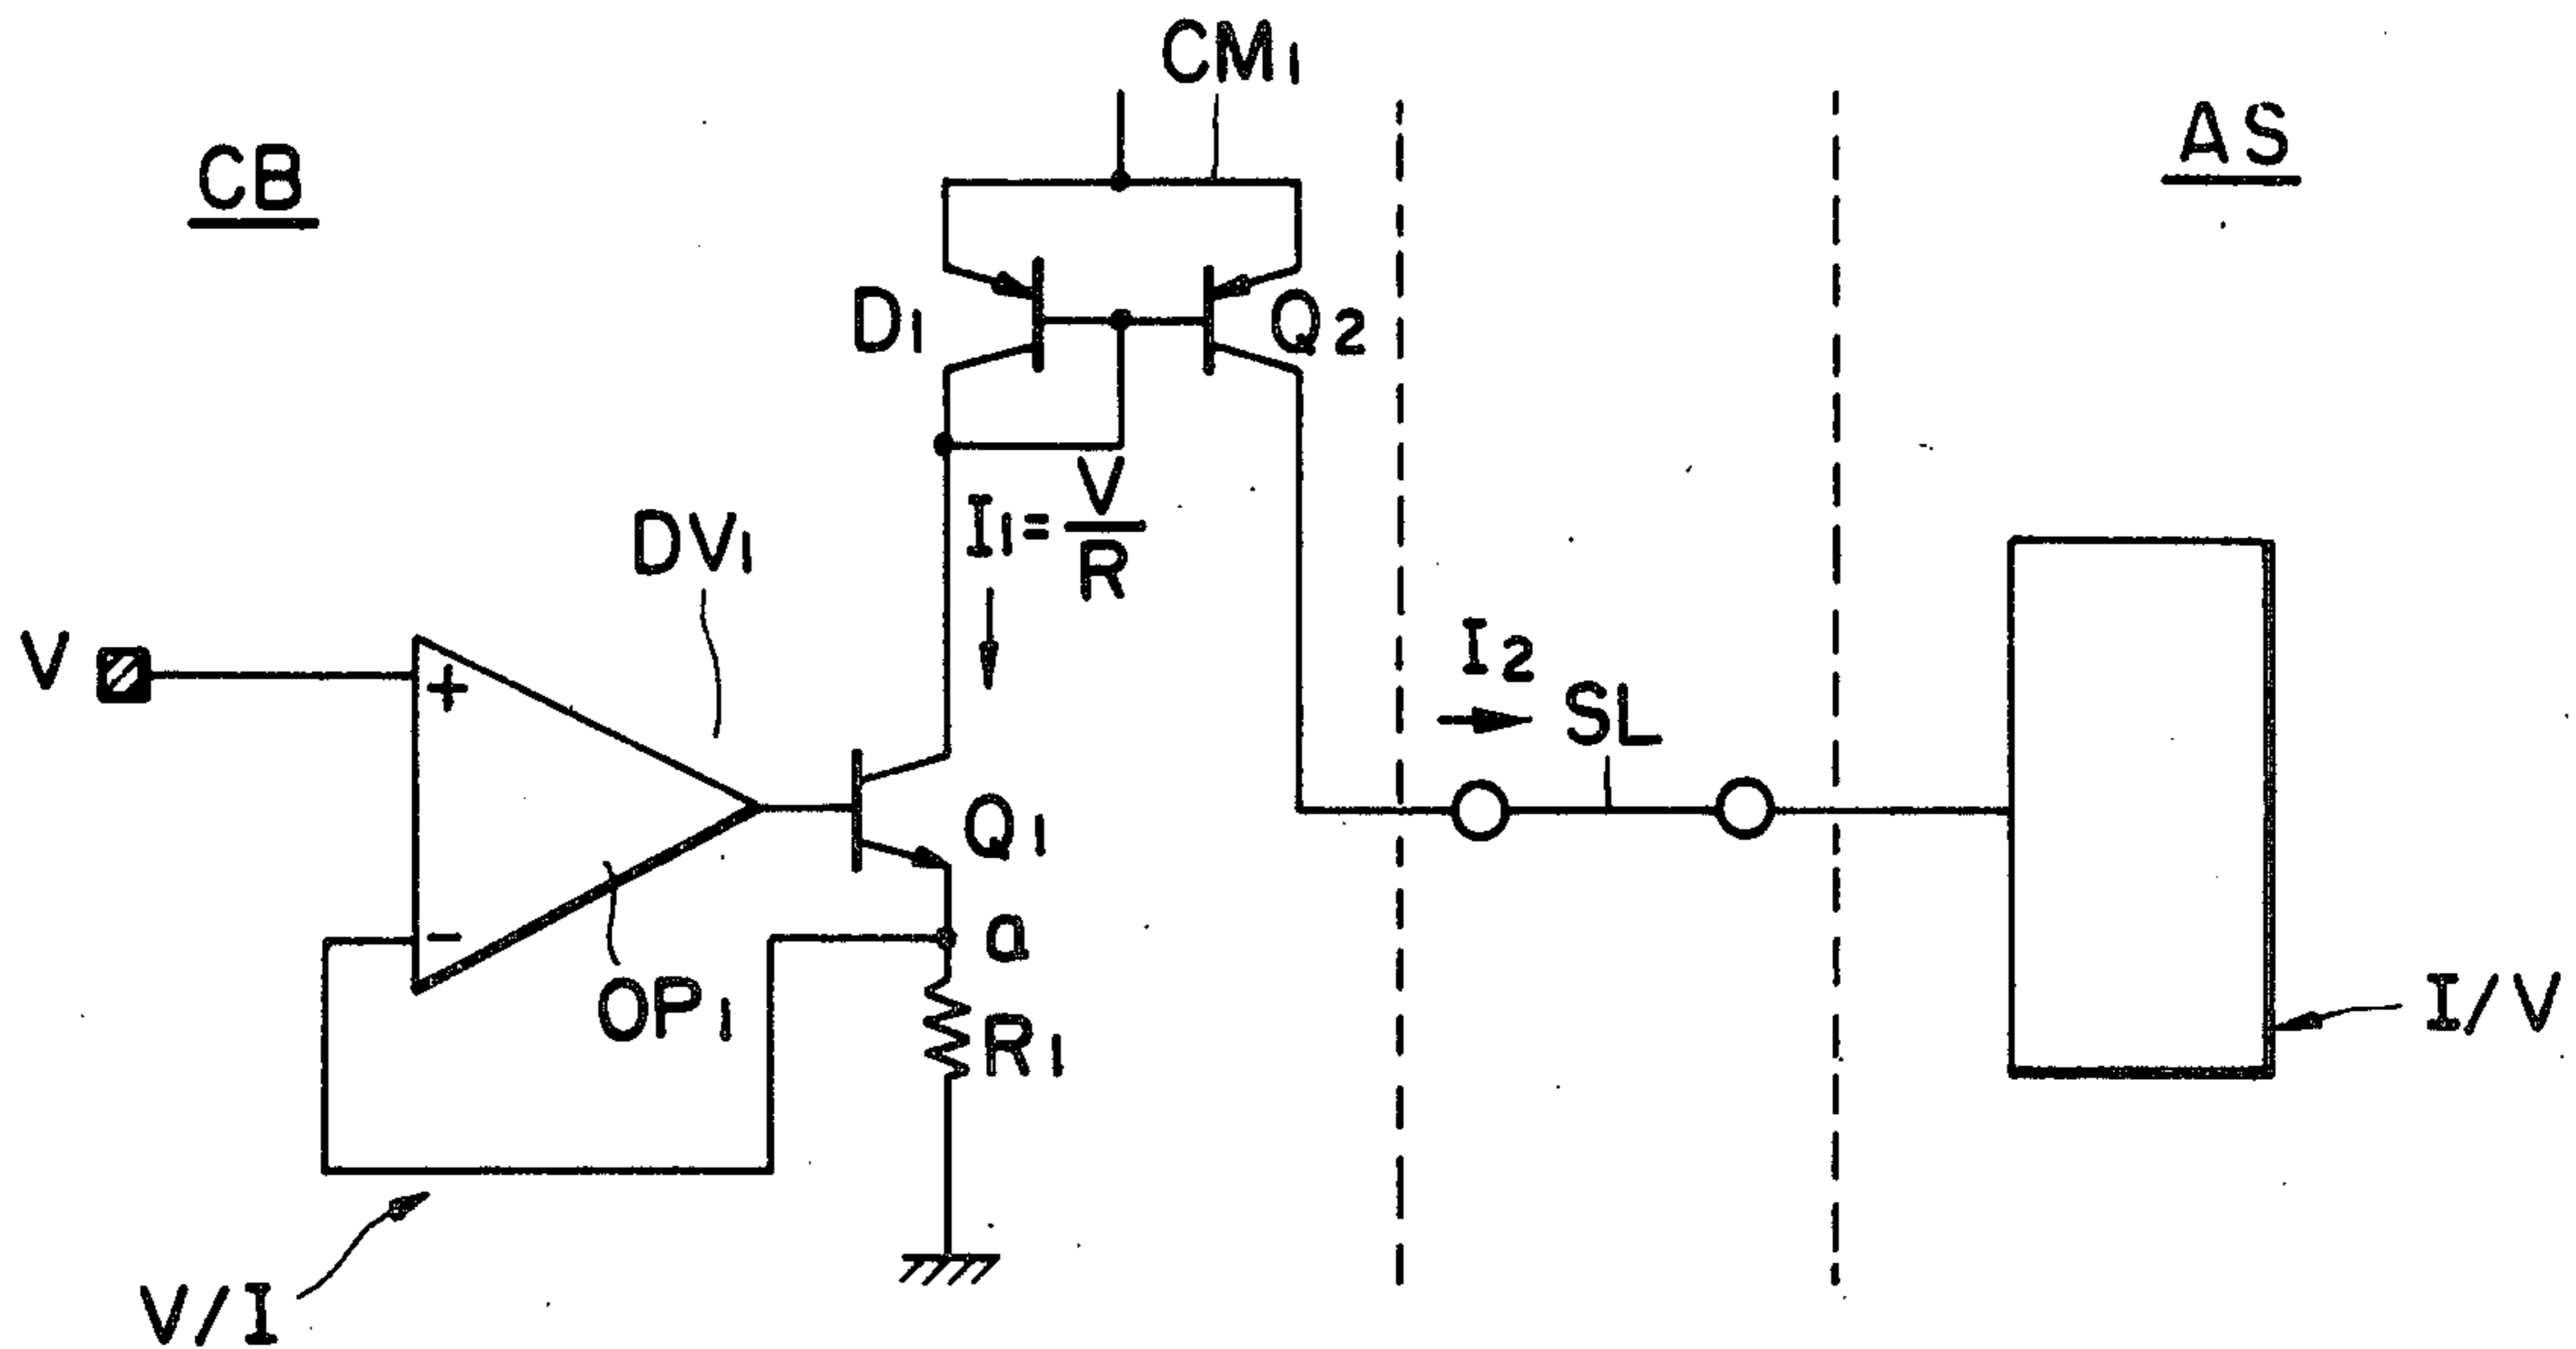 CM1
CB
AS
D1
Q2
I1=V/R
DV1
V
+
I2
SL
Q1
a
-
OP1
R1
I/V
V/I